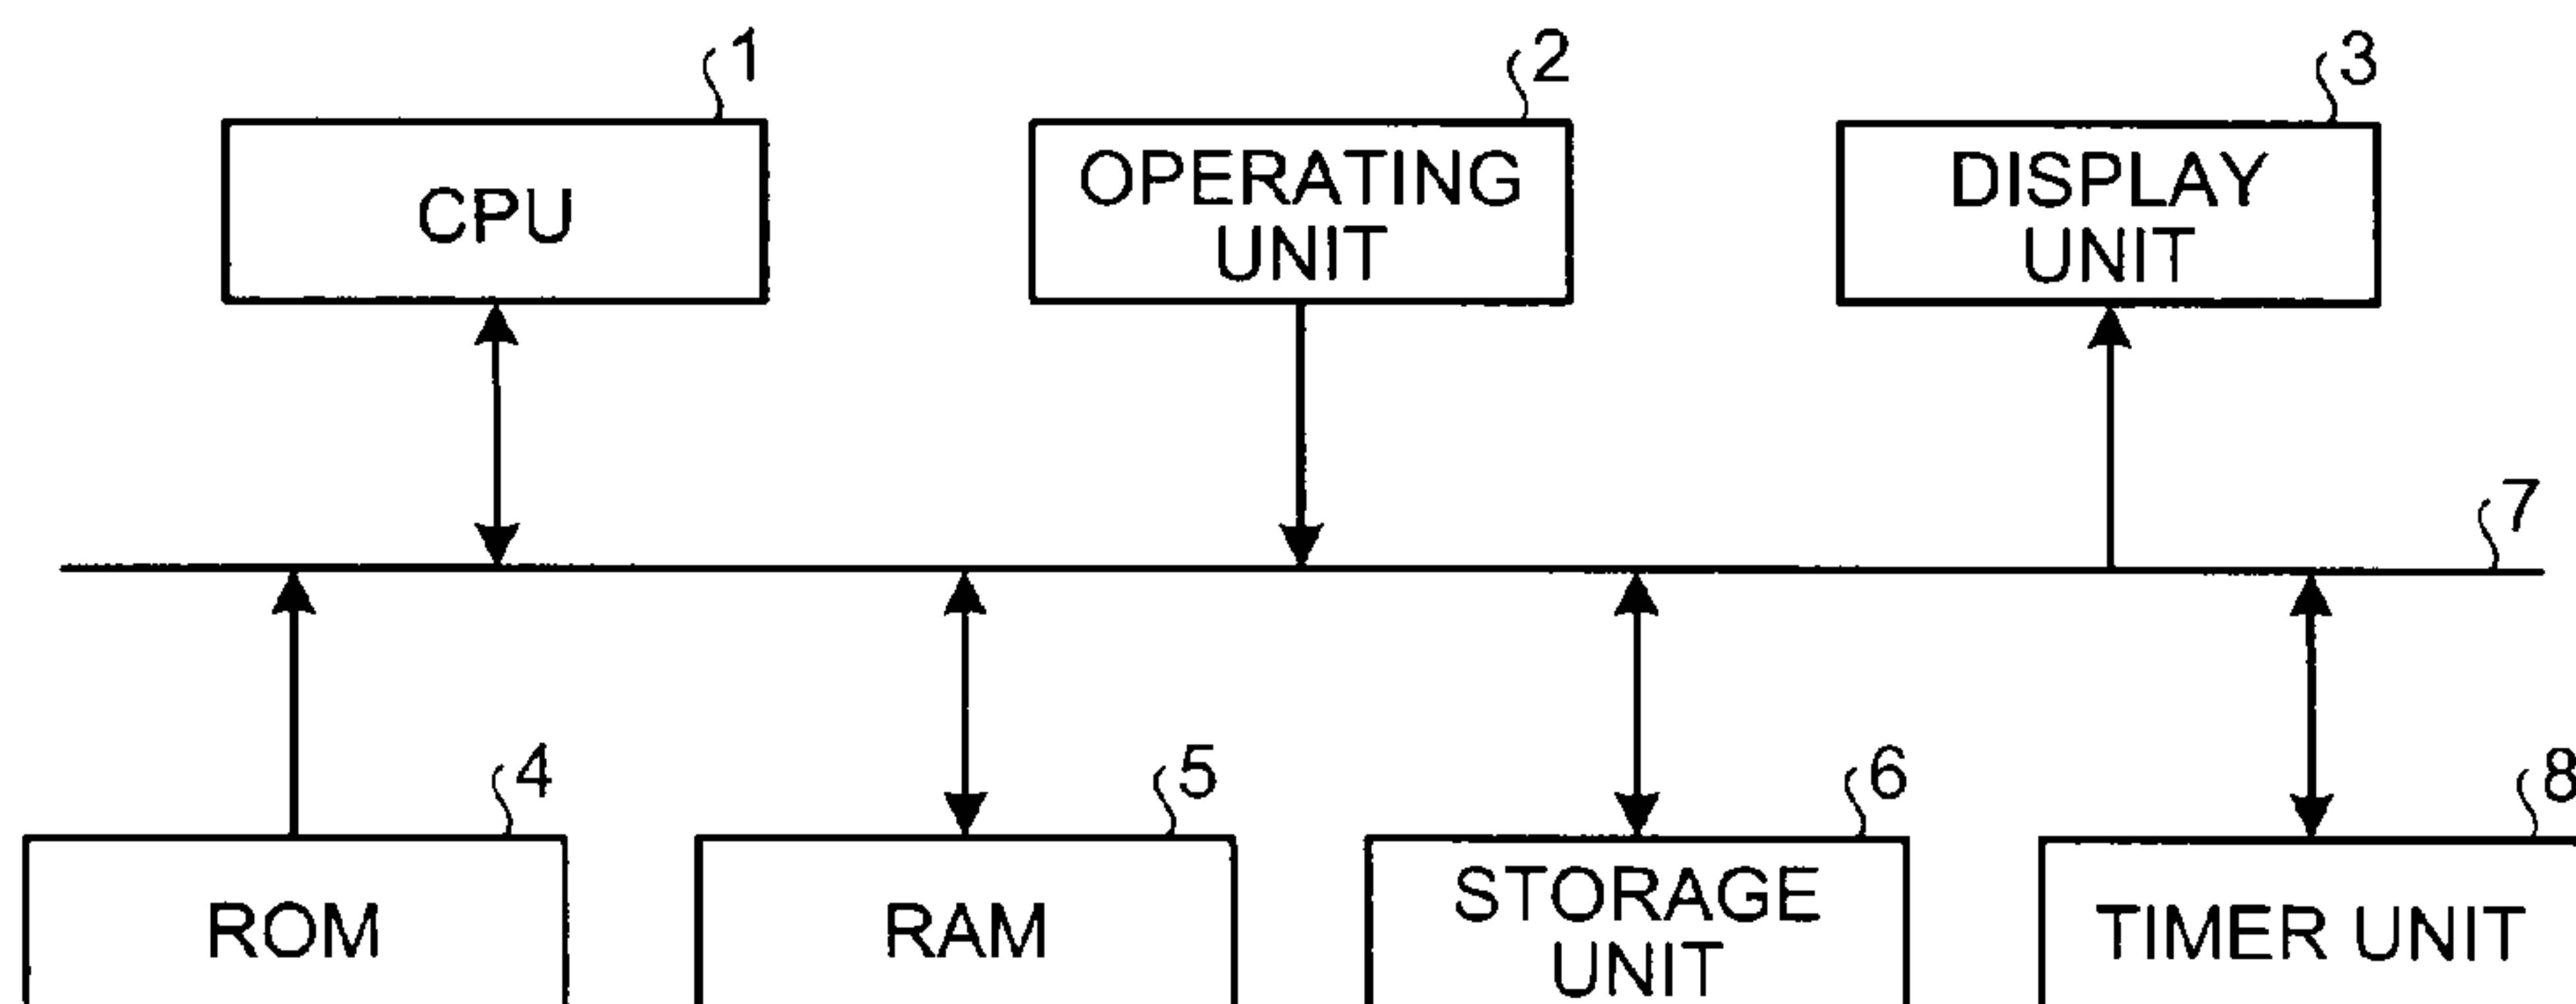 1
2
3
CPU
OPERATING
UNIT
DISPLAY
UNIT
7
4
5
6
8
ROM
RAM
STORAGE
UNIT
TIMER UNIT